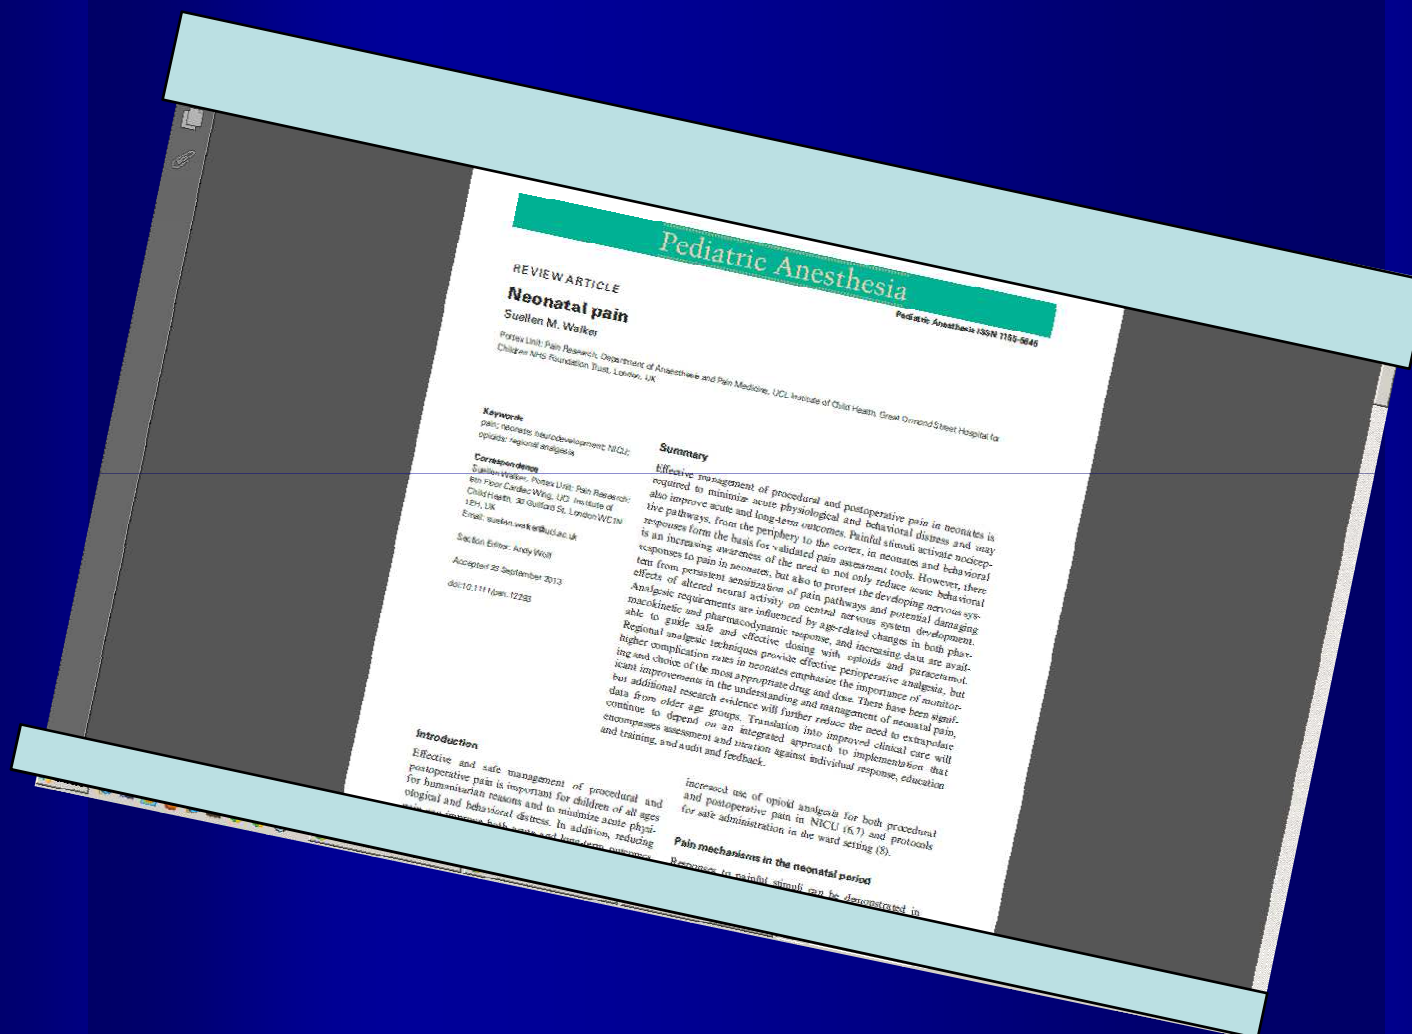 Pediatric Anesthesia
Pediatric Anesthesia ISSN 1155-5645
REVIEW ARTICLE
Neonatal pain
Suellen M. Walker
Portex Unit: Pain Research, Department of Anaesthesia and Pain Medicine, UCL Institute of Child Health, Great Ormond Street Hospital for
Children NHS Foundation Trust, London, UK
Keywords
pain; neonate; neurodevelopment; NICU;
opioids; regional analgesia
Correspondence
Suellen Walker, Portex Unit: Pain Research;
6th Floor Cardiac Wing, UCL Institute of
Child Health, 30 Guilford St, London WC1N
1EH, UK
Email: suellen.walker@ucl.ac.uk
Section Editor: Andy Wolf
Accepted 23 September 2013
doi:10.1111/pan.12293
Summary
Effective management of procedural and postoperative pain in neonates is
required to minimize acute physiological and behavioral distress and may
also improve acute and long-term outcomes. Painful stimuli activate nocicep-
tive pathways, from the periphery to the cortex, in neonates and behavioral
responses form the basis for validated pain assessment tools. However, there
is an increasing awareness of the need to not only reduce acute behavioral
responses to pain in neonates, but also to protect the developing nervous sys-
tem from persistent sensitization of pain pathways and potential damaging
effects of altered neural activity on central nervous system development.
Analgesic requirements are influenced by age-related changes in both phar-
macokinetic and pharmacodynamic response, and increasing data are avail-
able to guide safe and effective dosing with opioids and paracetamol.
Regional analgesic techniques provide effective perioperative analgesia, but
higher complication rates in neonates emphasize the importance of monitor-
ing and choice of the most appropriate drug and dose. There have been signif-
icant improvements in the understanding and management of neonatal pain,
but additional research evidence will further reduce the need to extrapolate
data from older age groups. Translation into improved clinical care will
continue to depend on an integrated approach to implementation that
encompasses assessment and titration against individual response, education
and training, and audit and feedback.
Introduction
Effective and safe management of procedural and
postoperative pain is important for children of all ages
for humanitarian reasons and to minimize acute physi-
ological and behavioral distress. In addition, reducing
pain can improve both acute and long-term outcomes
increased use of opioid analgesia for both procedural
and postoperative pain in NICU (6,7) and protocols
for safe administration in the ward setting (8).
Pain mechanisms in the neonatal period
Responses to painful stimuli can be demonstrated in